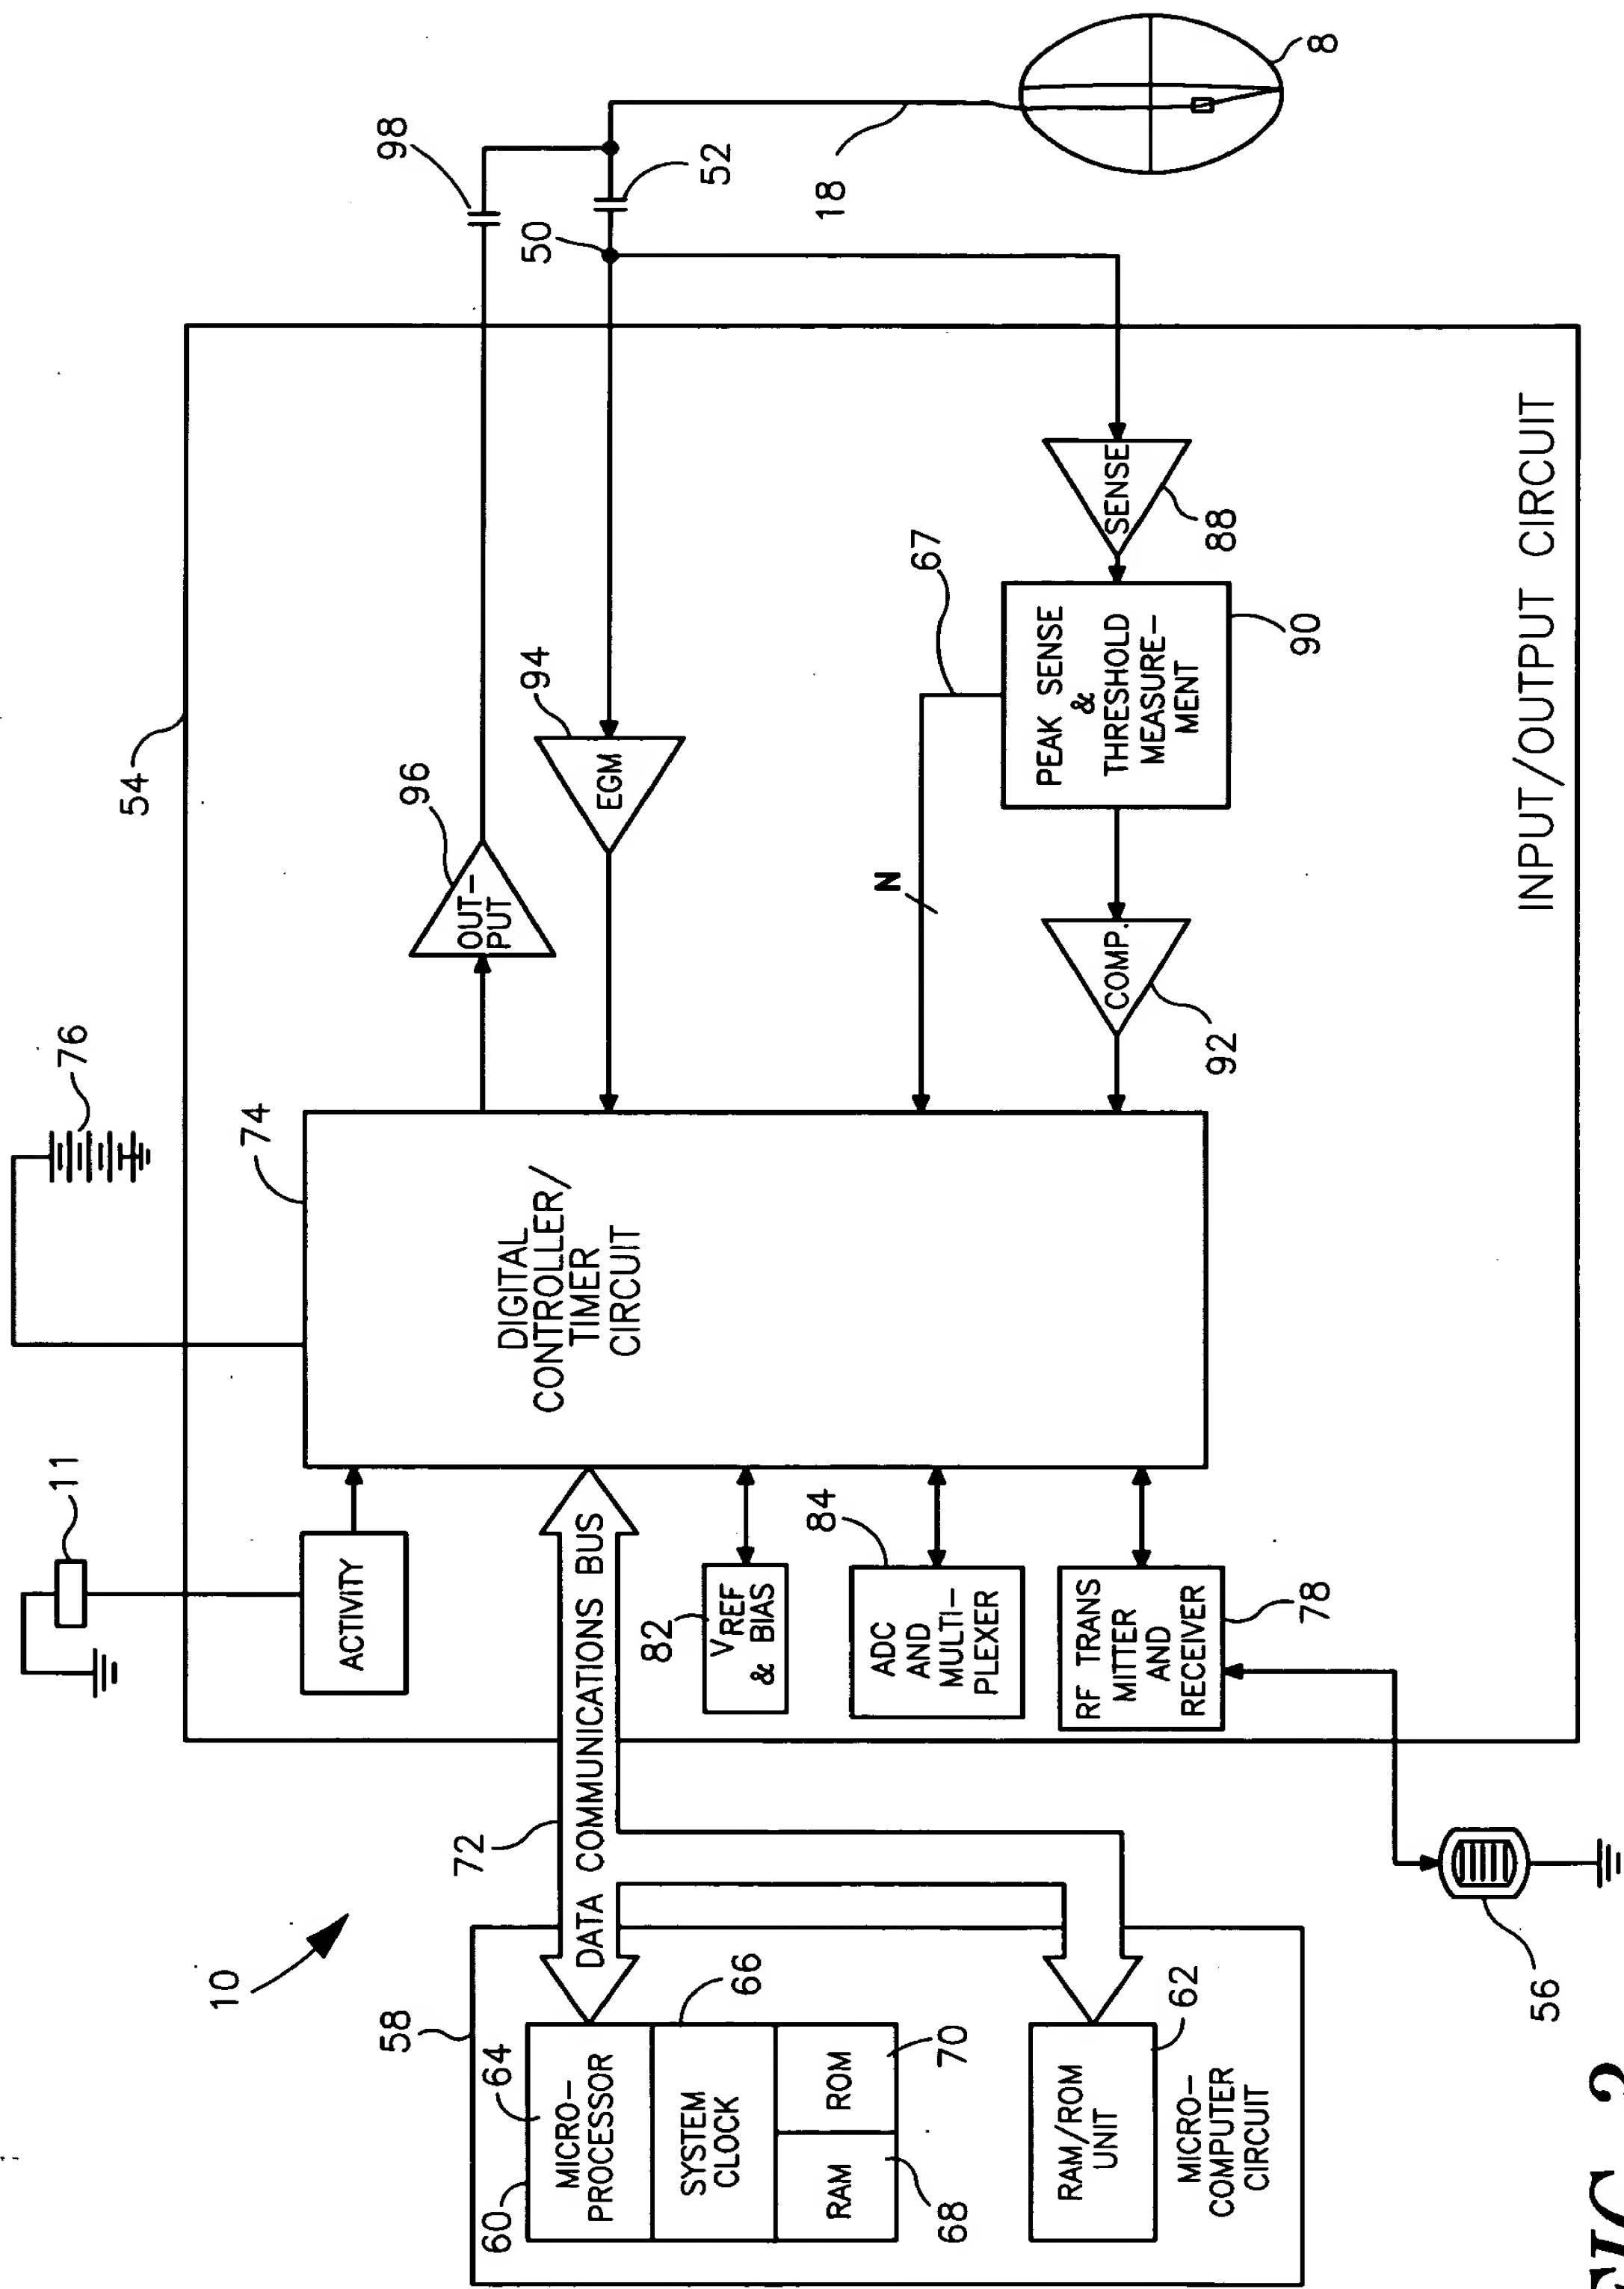 10
58
60
64
MICRO-
PROCESSOR
66
SYSTEM
CLOCK
RAM
ROM
68
70
RAM/ROM
UNIT
62
MICRO-
COMPUTER
CIRCUIT
72
DATA COMMUNICATIONS BUS
11
ACTIVITY
82
VREF
& BIAS
84
ADC
AND
MULTI-
PLEXER
RF TRANS
MITTER
AND
RECEIVER
78
56
76
74
DIGITAL
CONTROLLER/
TIMER
CIRCUIT
54
96
OUT-
PUT
94
EGM
N
67
COMP.
92
PEAK SENSE
&
THRESHOLD
MEASURE-
MENT
90
SENSE
88
INPUT/OUTPUT CIRCUIT
98
50
52
18
8